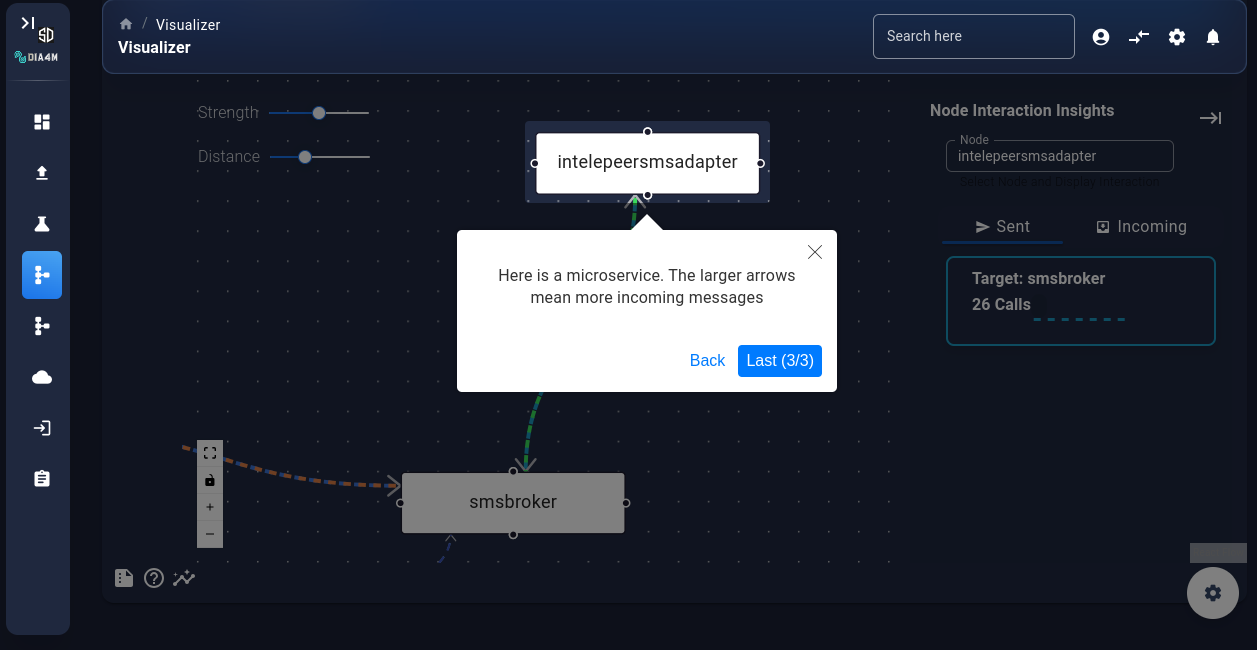 SD
DIA4M
/ Visualizer
Visualizer
Search here
Strength
Distance
intelepeersmsadapter
Here is a microservice. The larger arrows
mean more incoming messages
Back
Last (3/3)
smsbroker
Node Interaction Insights
Node
intelepeersmsadapter
Select Node and Display Interaction
Sent
Incoming
Target: smsbroker
26 Calls